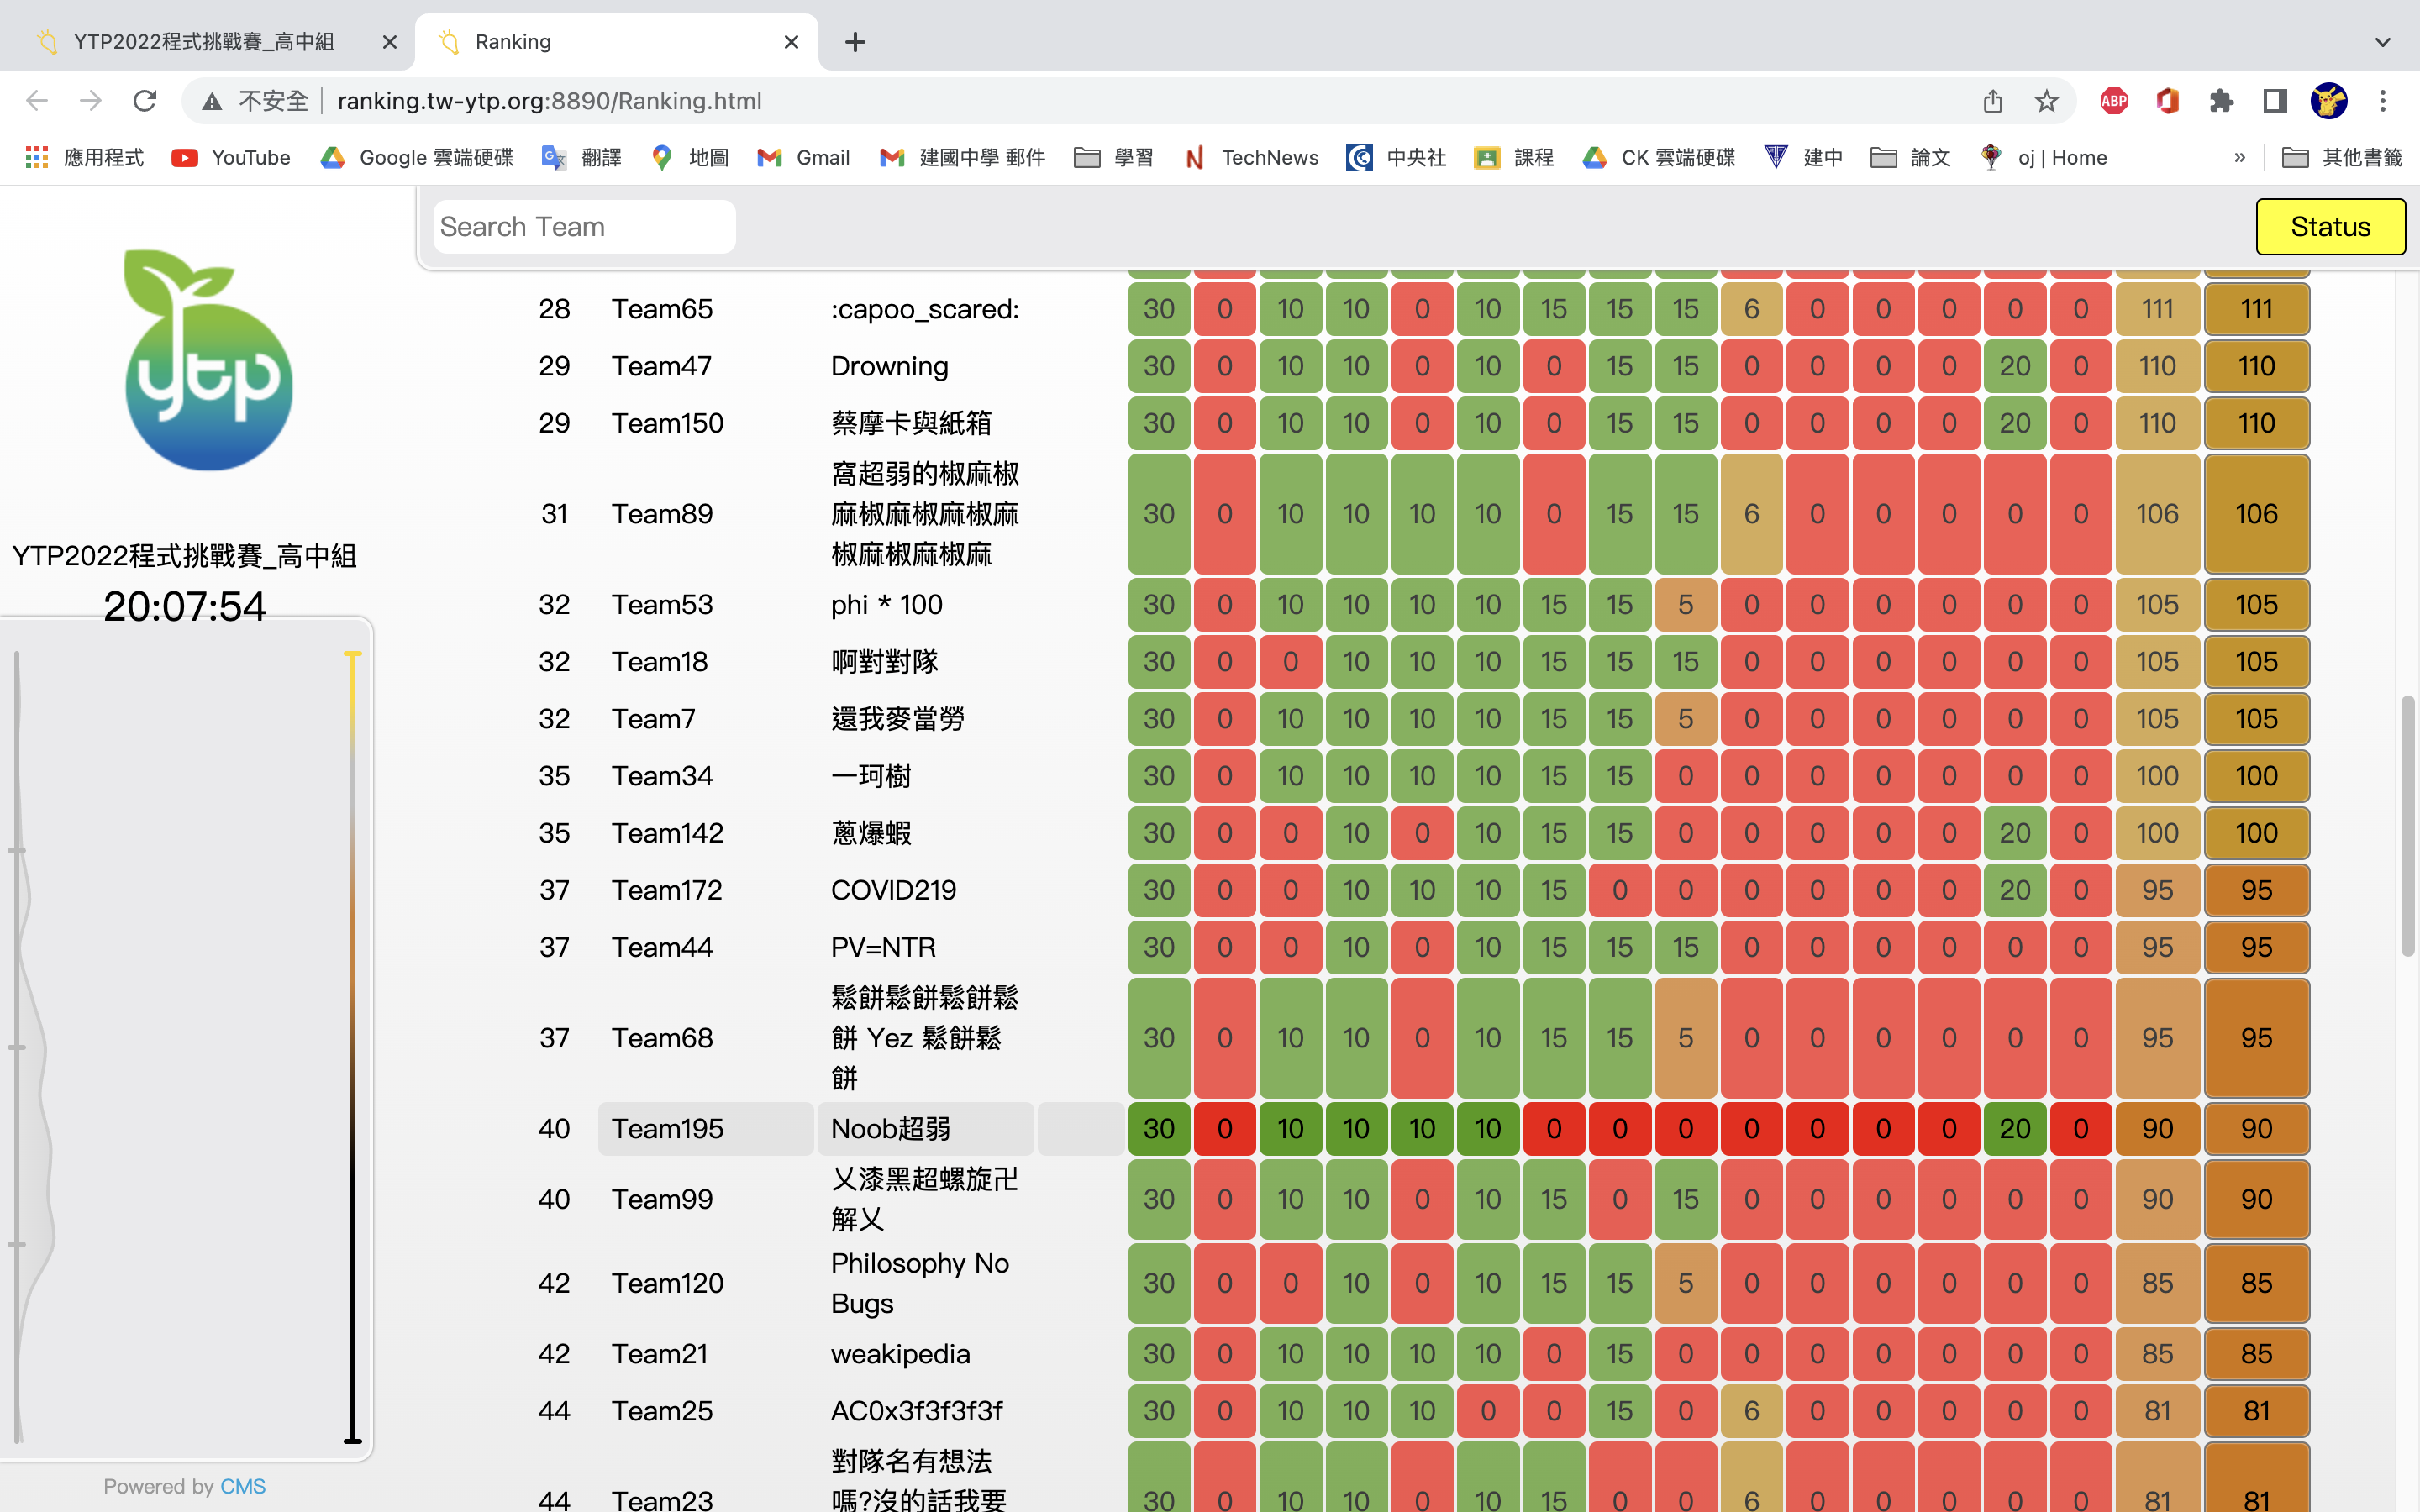 YTP2022程式挑戰賽_高中組
Ranking
不安全 ranking.tw-ytp.org:8890/Ranking.html
ABP
應用程式 YouTube Google 雲端硬碟 翻譯 地圖 Gmail 建國中學 郵件 學習 TechNews 中央社 課程 CK 雲端硬碟 建中 論文 oj | Home » 其他書籤
Search Team
Status
ytp
YTP2022程式挑戰賽_高中組
20:07:54
28 Team65 :capoo_scared: 30 0 10 10 0 10 15 15 15 6 0 0 0 0 0 111 111
29 Team47 Drowning 30 0 10 10 0 10 0 15 15 0 0 0 0 20 0 110 110
29 Team150 蔡摩卡與紙箱 30 0 10 10 0 10 0 15 15 0 0 0 0 20 0 110 110
窩超弱的椒麻椒
麻椒麻椒麻椒麻
椒麻椒麻椒麻
31 Team89 30 0 10 10 10 10 0 15 15 6 0 0 0 0 0 106 106
32 Team53 phi * 100 30 0 10 10 10 10 15 15 5 0 0 0 0 0 0 105 105
32 Team18 啊對對隊 30 0 0 10 10 10 15 15 15 0 0 0 0 0 0 105 105
32 Team7 還我麥當勞 30 0 10 10 10 10 15 15 5 0 0 0 0 0 0 105 105
35 Team34 一珂樹 30 0 10 10 10 10 15 15 0 0 0 0 0 0 0 100 100
35 Team142 蔥爆蝦 30 0 0 10 0 10 15 15 0 0 0 0 0 20 0 100 100
37 Team172 COVID219 30 0 0 10 10 10 15 0 0 0 0 0 0 20 0 95 95
37 Team44 PV=NTR 30 0 0 10 0 10 15 15 15 0 0 0 0 0 0 95 95
鬆餅鬆餅鬆餅鬆
餅 Yez 鬆餅鬆
餅
37 Team68 30 0 10 10 0 10 15 15 5 0 0 0 0 0 0 95 95
40 Team195 Noob超弱 30 0 10 10 10 10 0 0 0 0 0 0 0 20 0 90 90
乂漆黑超螺旋卍
解乂
40 Team99 30 0 10 10 0 10 15 0 15 0 0 0 0 0 0 90 90
Philosophy No
Bugs
42 Team120 30 0 0 10 0 10 15 15 5 0 0 0 0 0 0 85 85
42 Team21 weakipedia 30 0 10 10 10 10 0 15 0 0 0 0 0 0 0 85 85
44 Team25 AC0x3f3f3f3f 30 0 10 10 10 0 0 15 0 6 0 0 0 0 0 81 81
對隊名有想法
嗎?沒的話我要
44 Team23 30 0 10 10 0 10 15 0 0 6 0 0 0 0 0 81 81
Powered by CMS